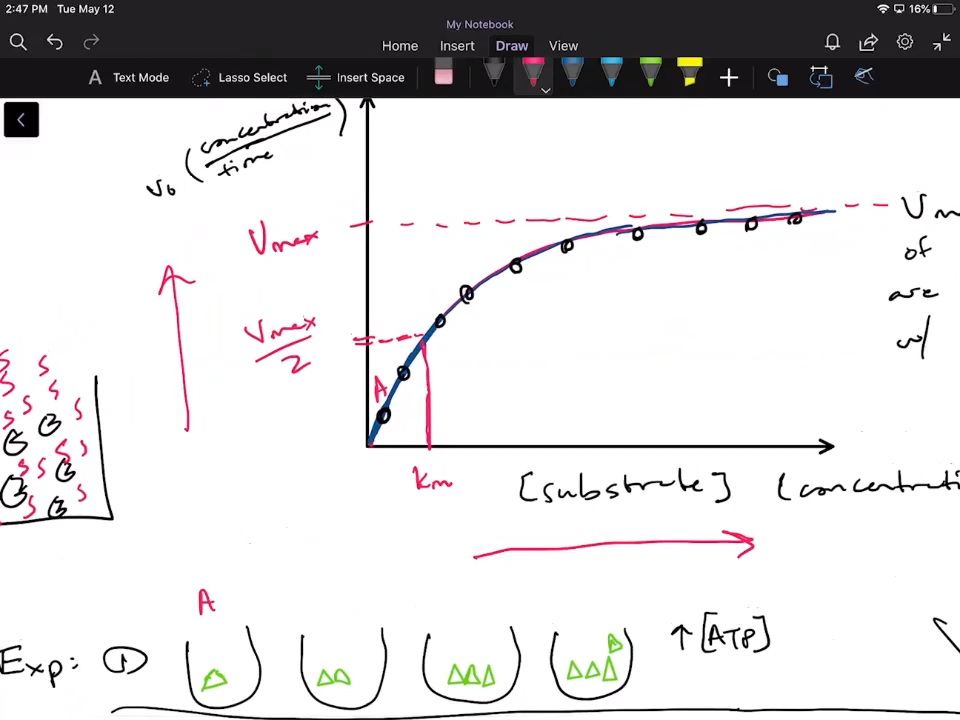 2:47 PM Tue May 12
16%
My Notebook
Home Insert Draw View
A Text Mode Lasso Select Insert Space
V₀ (concentration/time)
Vmax
Vmax/2
A
Km
[substrate] (concentrati
Vm
of
are
w/
S S S S S S S S S S S S S S
A
Exp: ①
↑ [ATP]